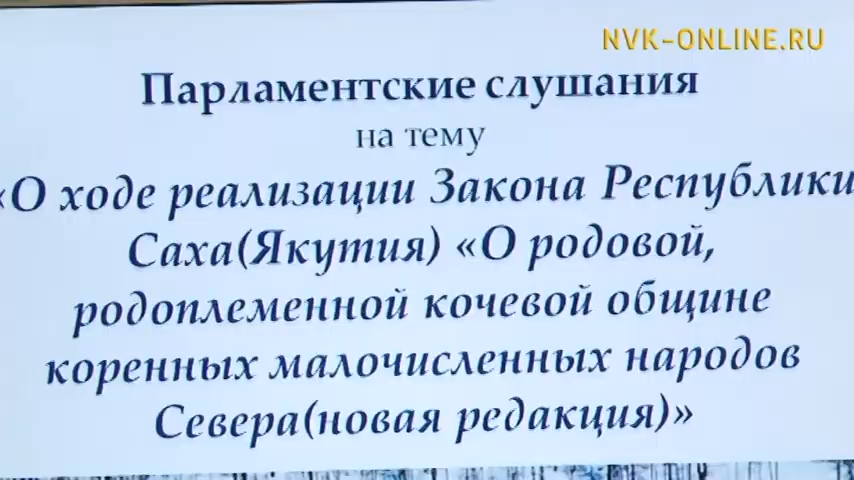 NVK-ONLINE.RU
Парламентские слушания
на тему
«О ходе реализации Закона Республики
Саха(Якутия) «О родовой,
родоплеменной кочевой общине
коренных малочисленных народов
Севера(новая редакция)»